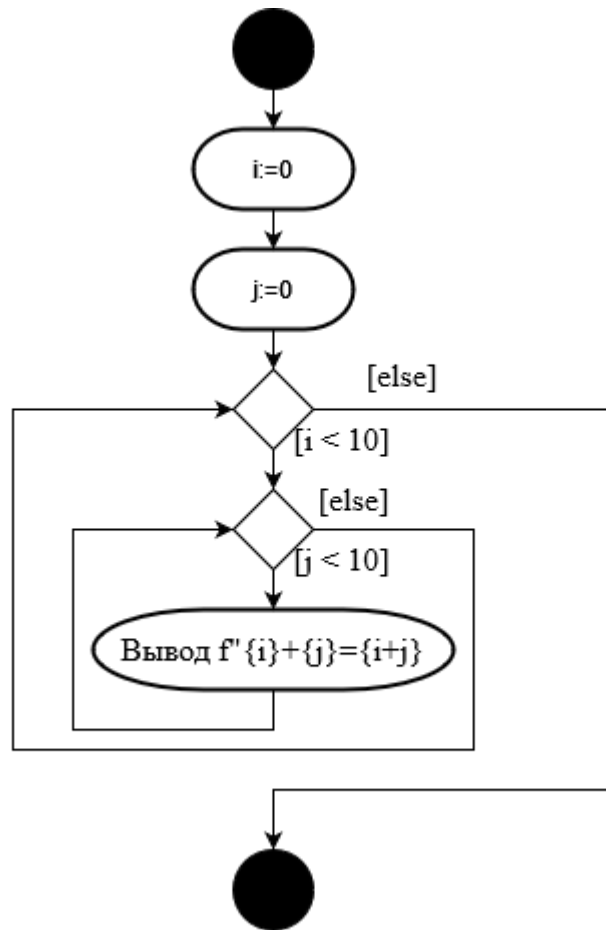 i:=0
j:=0
[else]
[i < 10]
[else]
[j < 10]
Вывод f"{i}+{j}={i+j}